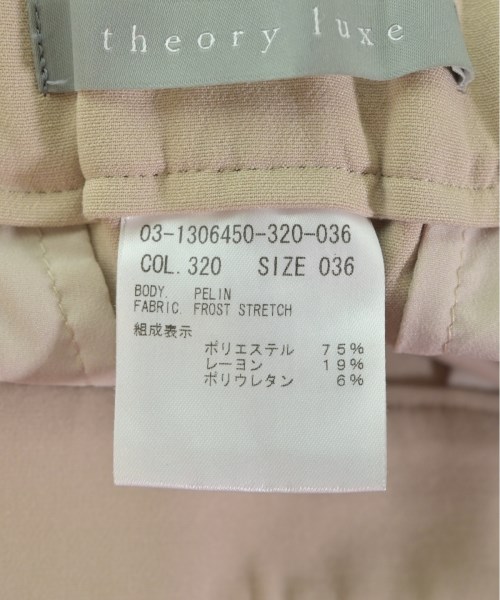 theory luxe
03-1306450-320-036
COL. 320 SIZE 036
BODY. PELIN
FABRIC. FROST STRETCH
組成表示
ポリエステル 75%
レーヨン 19%
ポリウレタン 6%